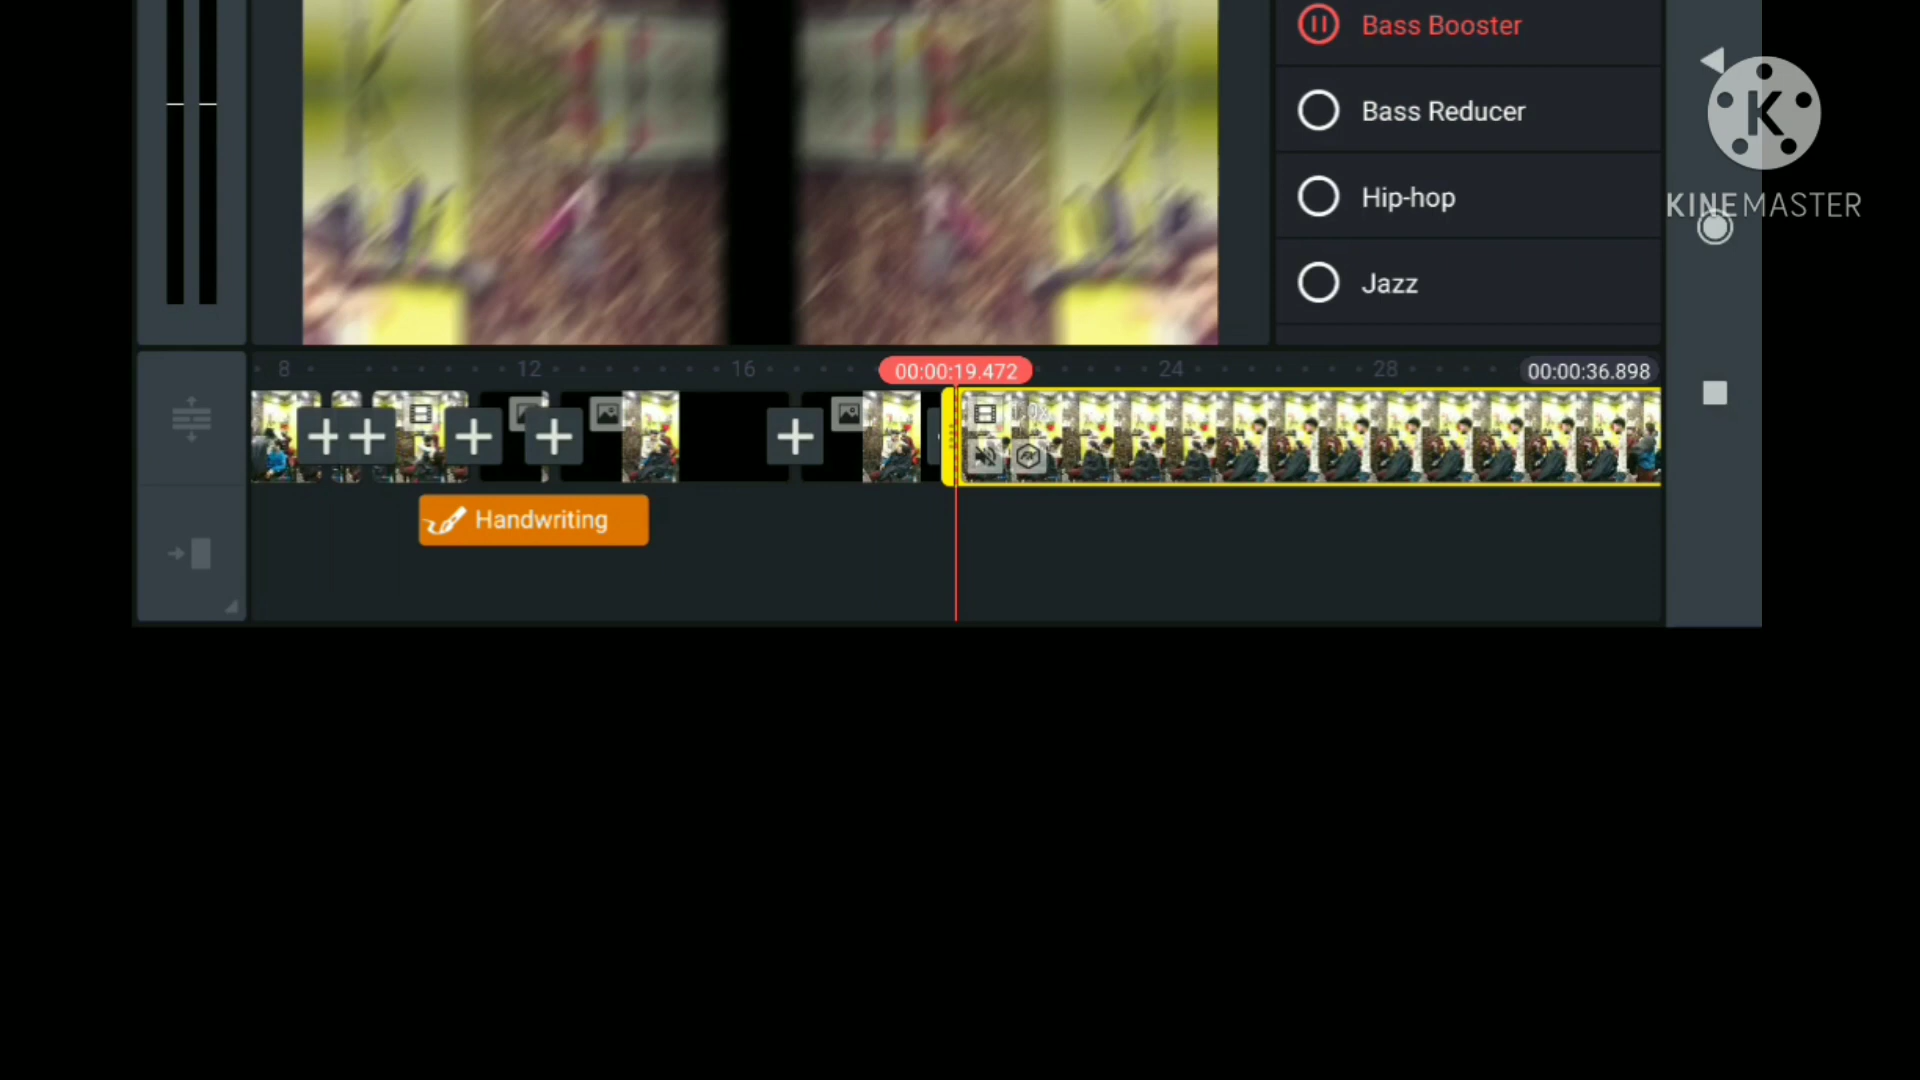 Bass Booster
Bass Reducer
Hip-hop
Jazz
K
KINEMASTER
8
12
16
00:00:19.472
24
28
00:00:36.898
Handwriting